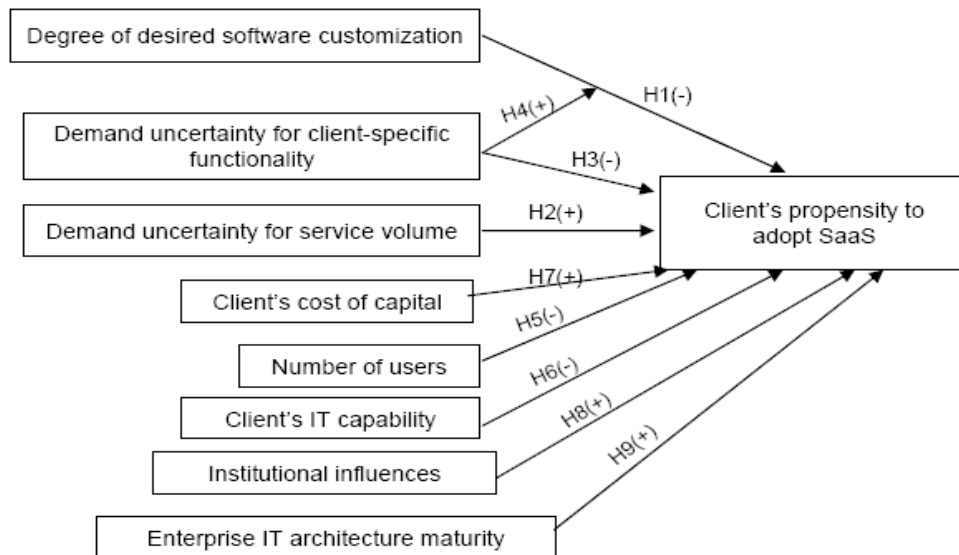 Degree of desired software customization
H1(-)
H4(+)
Demand uncertainty for client-specific
functionality
H3(-)
Demand uncertainty for service volume
H2(+)
Client's propensity to
adopt SaaS
Client's cost of capital
H7(+)
Number of users
H5(-)
Client's IT capability
H6(-)
Institutional influences
H8(+)
Enterprise IT architecture maturity
H9(+)